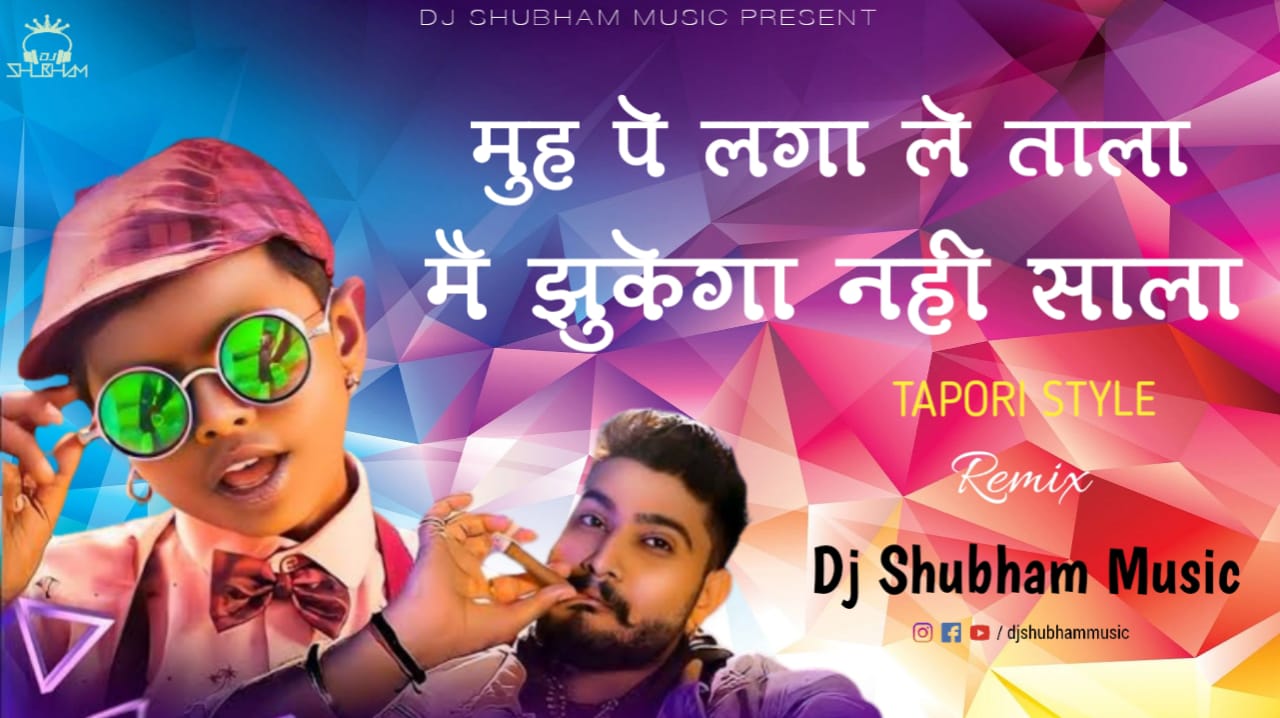 DJ SHUBHAM MUSIC PRESENT
DJ
SHUBHAM
मुह पे लगा ले ताला
मै झुकेगा नही साला
TAPORI STYLE
Remix
Dj Shubham Music
/ djshubhammusic